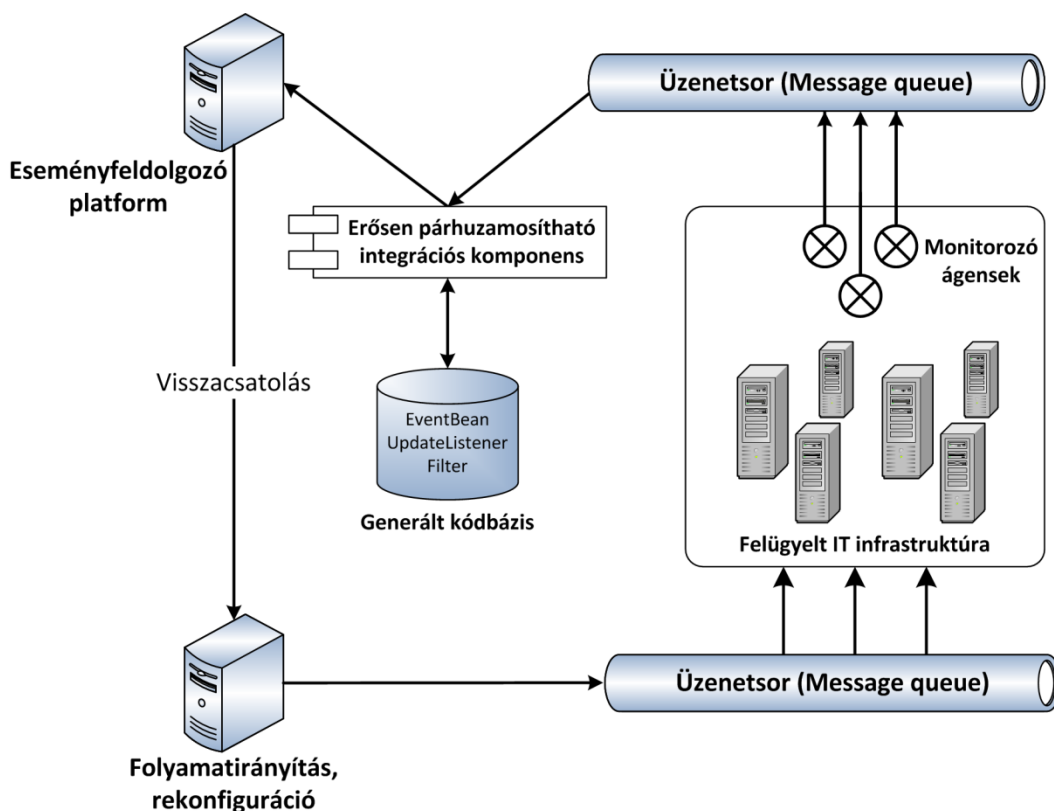 Üzenetsor (Message queue)
Eseményfeldolgozó
platform
Erősen párhuzamosítható
integrációs komponens
Monitorozó
ágensek
Visszacsatolás
EventBean
UpdateListener
Filter
Generált kódbázis
Felügyelt IT infrastruktúra
Üzenetsor (Message queue)
Folyamatirányítás,
rekonfiguráció